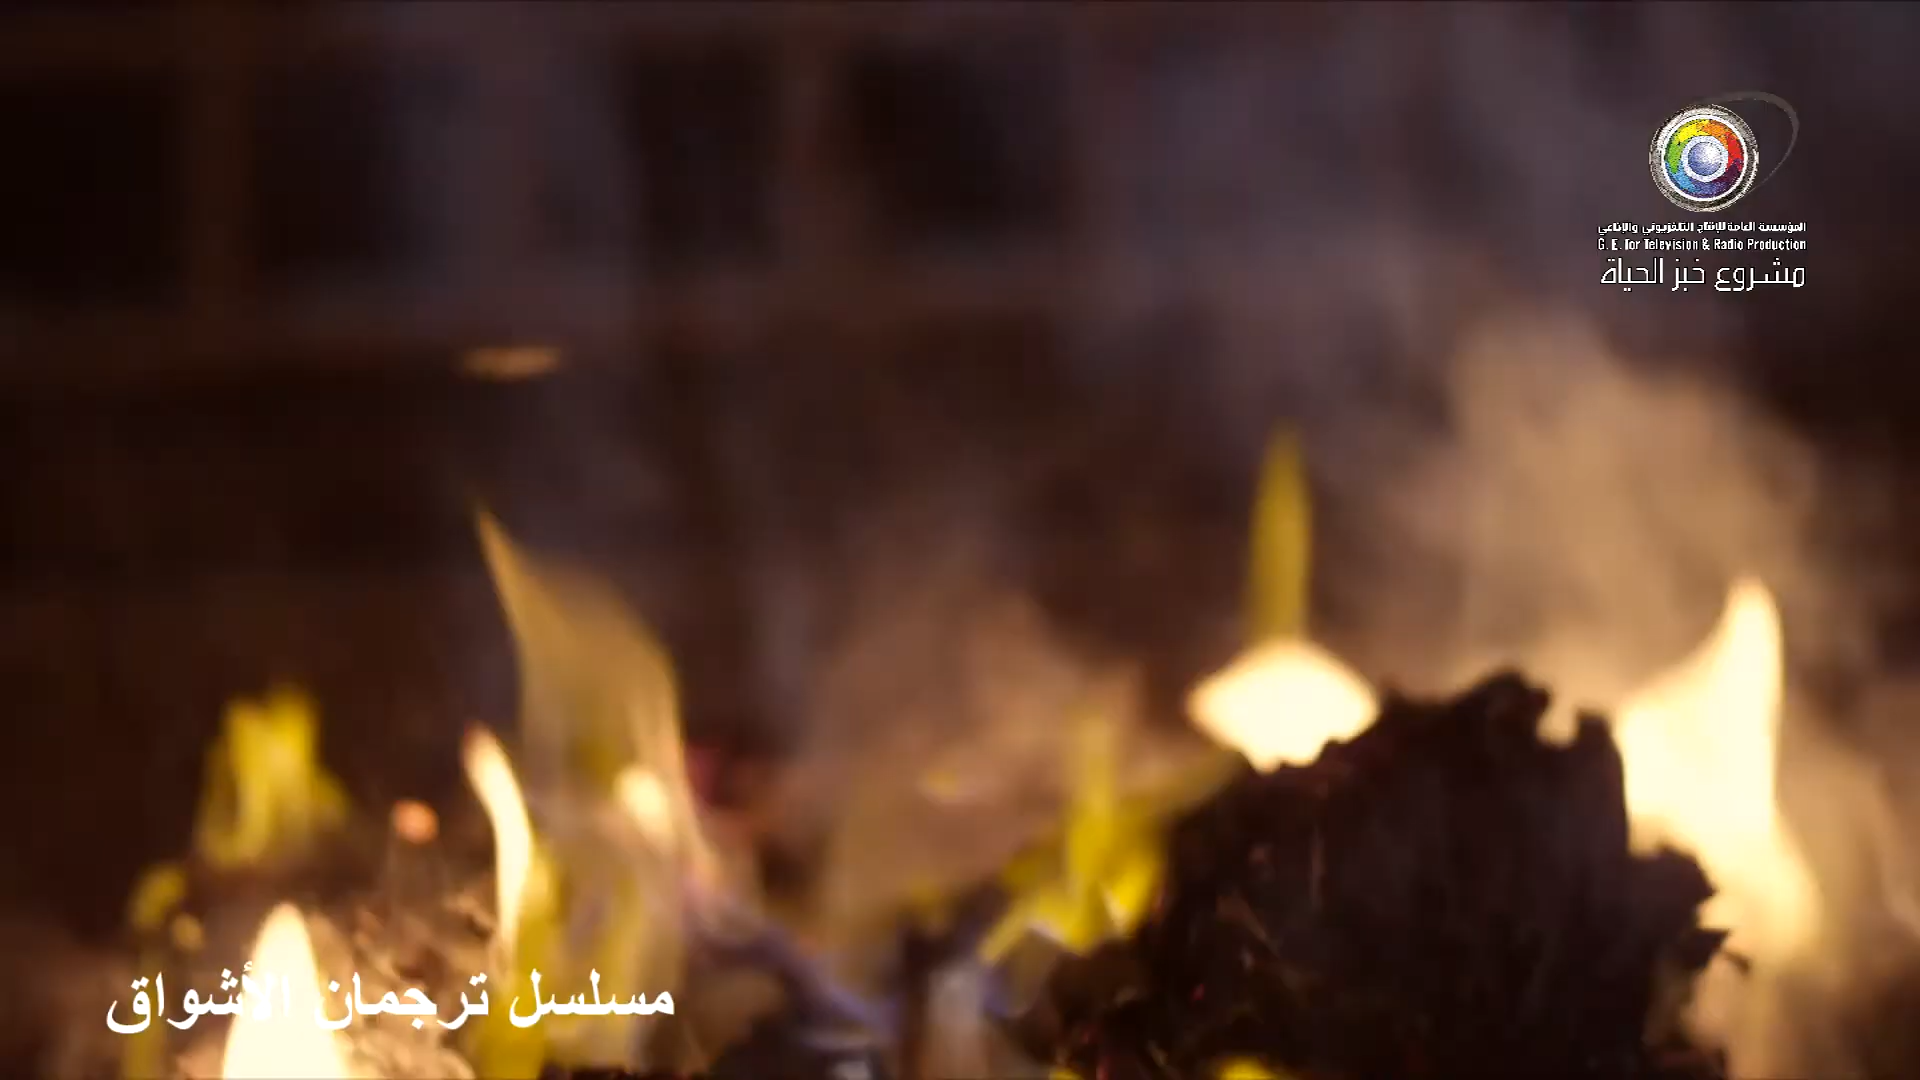 المؤسسة العامة للإنتاج التلفزيوني والإذاعي
G. E. for Television & Radio Production
مشروع خبز الحياة
مسلسل ترجمان الأشواق